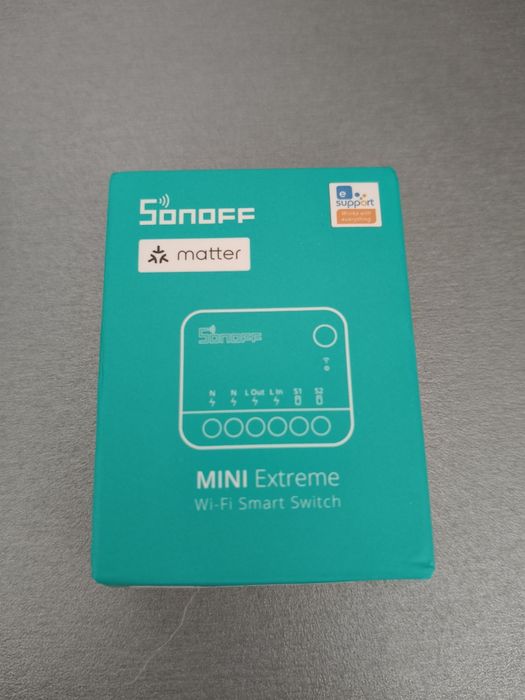 SONOFF
e
support
Works with
everything
matter
SONOFF
N N L Out L In S1 S2
MINI Extreme
Wi-Fi Smart Switch